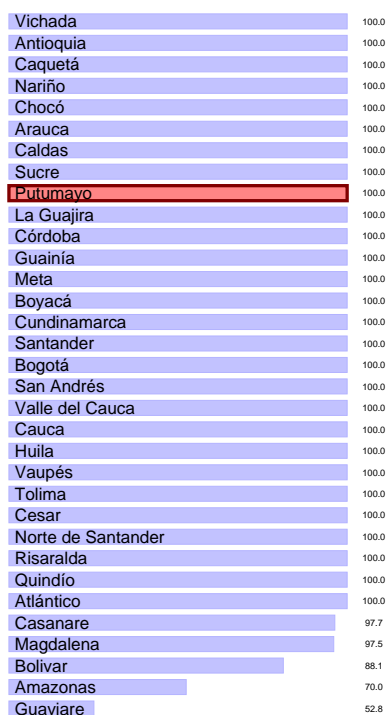 Vichada 100.0
Antioquia 100.0
Caquetá 100.0
Nariño 100.0
Chocó 100.0
Arauca 100.0
Caldas 100.0
Sucre 100.0
Putumayo 100.0
La Guajira 100.0
Córdoba 100.0
Guainía 100.0
Meta 100.0
Boyacá 100.0
Cundinamarca 100.0
Santander 100.0
Bogotá 100.0
San Andrés 100.0
Valle del Cauca 100.0
Cauca 100.0
Huila 100.0
Vaupés 100.0
Tolima 100.0
Cesar 100.0
Norte de Santander 100.0
Risaralda 100.0
Quindío 100.0
Atlántico 100.0
Casanare 97.7
Magdalena 97.5
Bolivar 88.1
Amazonas 70.0
Guaviare 52.8